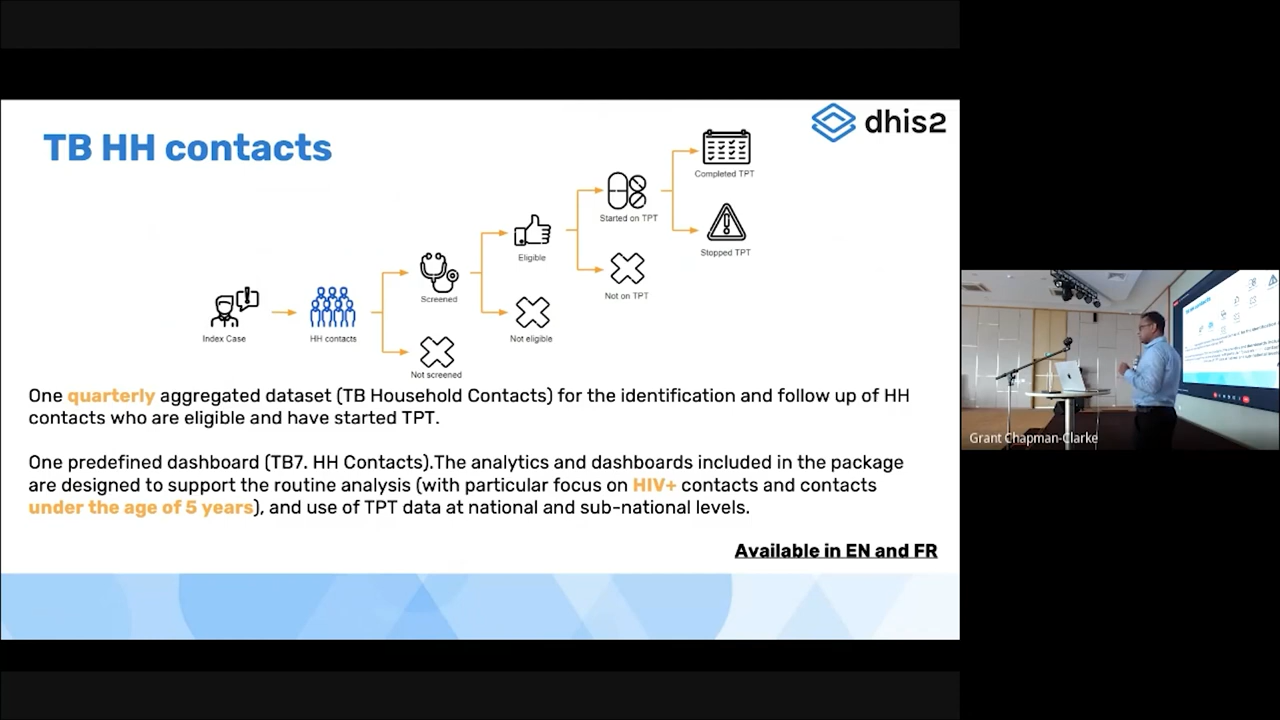 TB HH contacts
dhis2
Completed TPT
Started on TPT
Stopped TPT
Eligible
Not on TPT
Screened
Index Case
HH contacts
Not eligible
Not screened
One quarterly aggregated dataset (TB Household Contacts) for the identification and follow up of HH
contacts who are eligible and have started TPT.
One predefined dashboard (TB7. HH Contacts).The analytics and dashboards included in the package
are designed to support the routine analysis (with particular focus on HIV+ contacts and contacts
under the age of 5 years), and use of TPT data at national and sub-national levels.
Available in EN and FR
Grant Chapman-Clarke